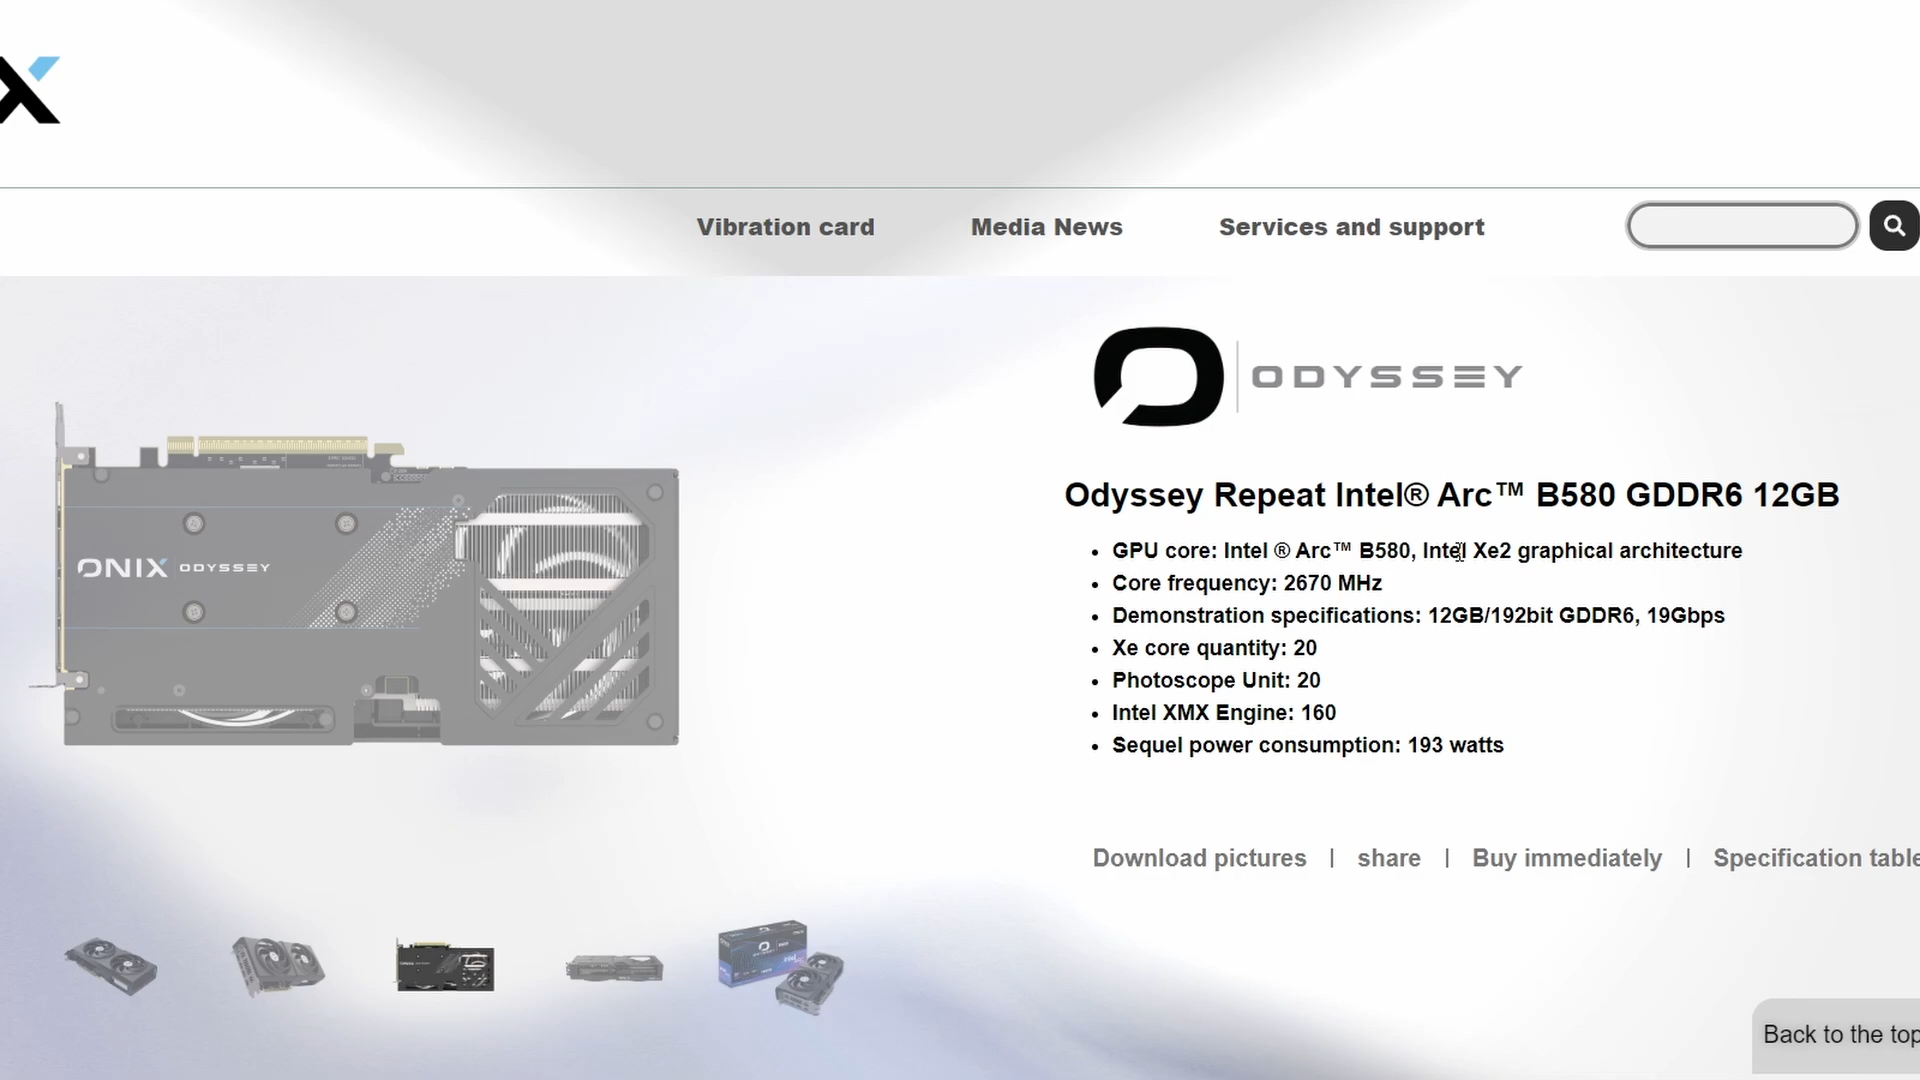 X
Vibration card
Media News
Services and support
ODYSSEY
Odyssey Repeat Intel® Arc™ B580 GDDR6 12GB
• GPU core: Intel ® Arc™ B580, Intel Xe2 graphical architecture
• Core frequency: 2670 MHz
• Demonstration specifications: 12GB/192bit GDDR6, 19Gbps
• Xe core quantity: 20
• Photoscope Unit: 20
• Intel XMX Engine: 160
• Sequel power consumption: 193 watts
Download pictures | share | Buy immediately | Specification table
ONIX ODYSSEY
Back to the top